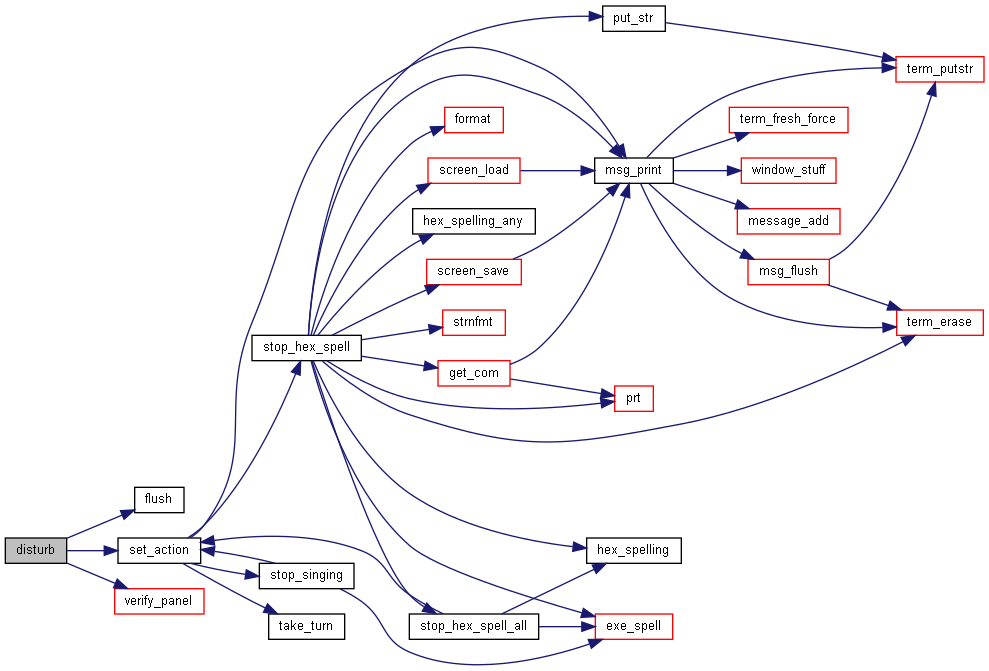 put_str
term_putstr
format
term_fresh_force
screen_load
msg_print
window_stuff
hex_spelling_any
message_add
screen_save
msg_flush
strnfmt
term_erase
stop_hex_spell
get_com
prt
flush
disturb
set_action
hex_spelling
stop_singing
verify_panel
take_turn
stop_hex_spell_all
exe_spell